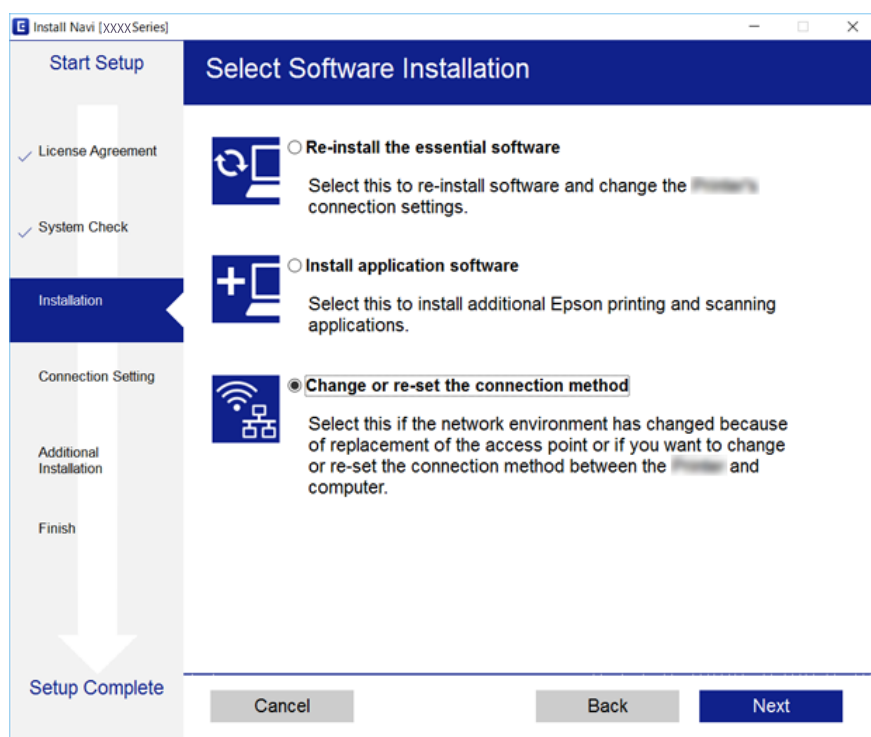 Install Navi [XXXX Series]
Start Setup
License Agreement
System Check
Installation
Connection Setting
Additional
Installation
Finish
Setup Complete
Select Software Installation
Re-install the essential software
Select this to re-install software and change the
connection settings.
Install application software
Select this to install additional Epson printing and scanning
applications.
Change or re-set the connection method
Select this if the network environment has changed because
of replacement of the access point or if you want to change
or re-set the connection method between the and
computer.
Cancel
Back
Next